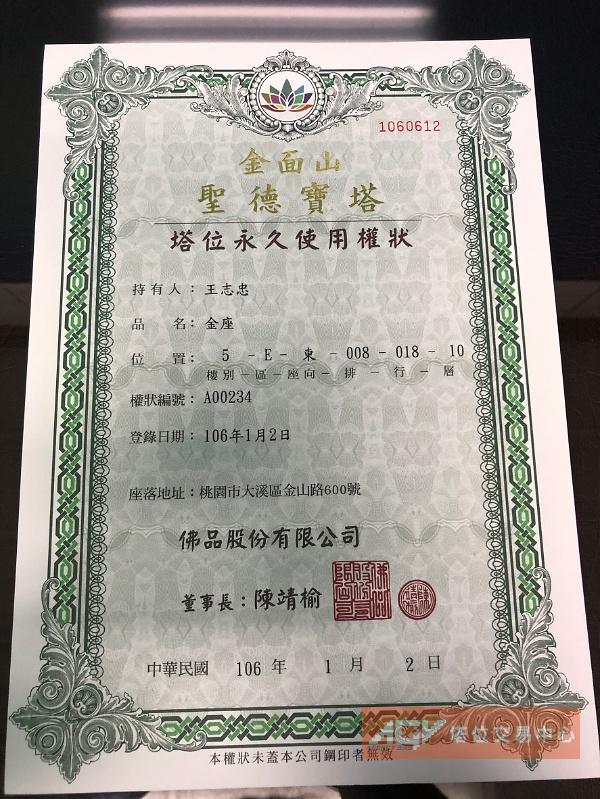 1060612
金面山
聖德寶塔
塔位永久使用權狀
持有人：王志忠
品名：金座
位置：5-E-東-008-018-10
樓別-區-座向-排-行-層
權狀編號：A00234
登錄日期：106年1月2日
座落地址：桃園市大溪區金山路600號
佛品股份有限公司
董事長：陳靖榆
中華民國 106年 1月 2日
本權狀未蓋本公司鋼印者無效
塔位交易中心